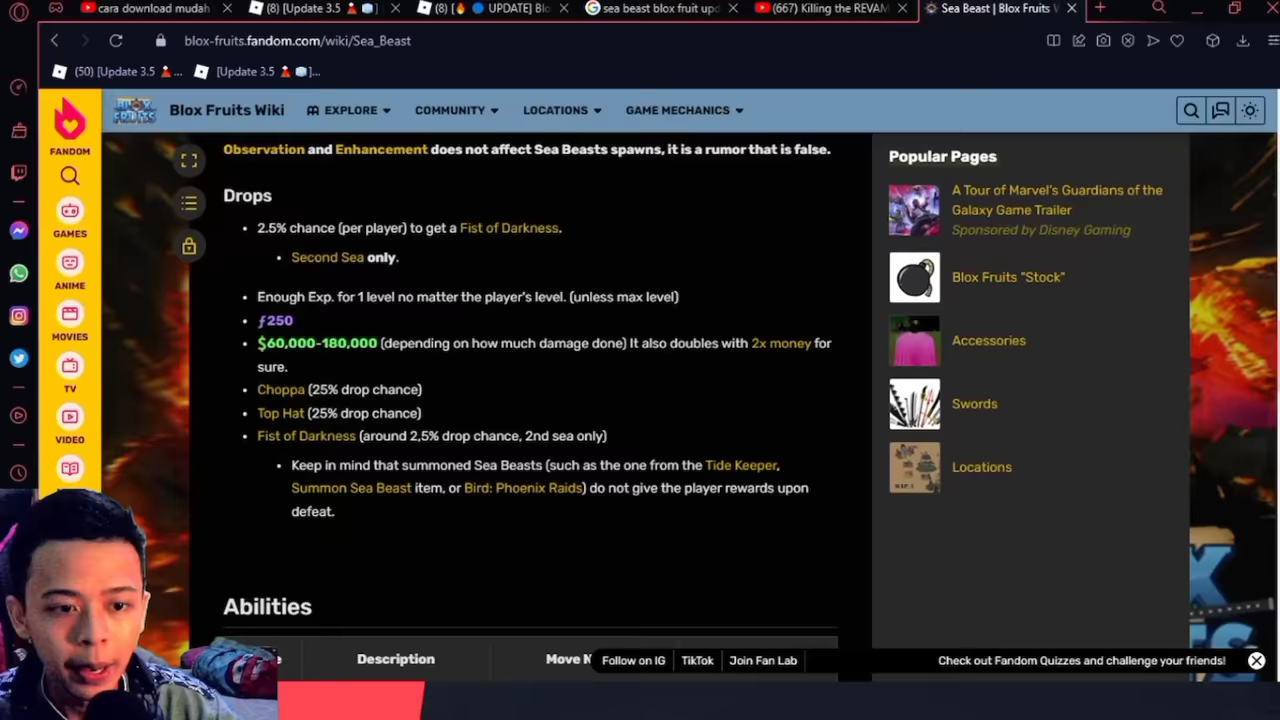 cara download mudah
(8) [Update 3.5
(8) [
UPDATE] Blo
sea beast blox fruit upd
(667) Killing the REVAM
Sea Beast | Blox Fruits W
blox-fruits.fandom.com/wiki/Sea_Beast
(50) [Update 3.5 ...
[Update 3.5 ]...
FANDOM
GAMES
ANIME
MOVIES
TV
VIDEO
BLOX FRUITS
Blox Fruits Wiki
EXPLORE
COMMUNITY
LOCATIONS
GAME MECHANICS
Observation and Enhancement does not affect Sea Beasts spawns, it is a rumor that is false.
Drops
2.5% chance (per player) to get a Fist of Darkness.
Second Sea only.
Enough Exp. for 1 level no matter the player's level. (unless max level)
ƒ250
$60,000-180,000 (depending on how much damage done) It also doubles with 2x money for
sure.
Choppa (25% drop chance)
Top Hat (25% drop chance)
Fist of Darkness (around 2,5% drop chance, 2nd sea only)
Keep in mind that summoned Sea Beasts (such as the one from the Tide Keeper,
Summon Sea Beast item, or Bird: Phoenix Raids) do not give the player rewards upon
defeat.
Abilities
Description
Move N
Popular Pages
A Tour of Marvel's Guardians of the
Galaxy Game Trailer
Sponsored by Disney Gaming
Blox Fruits "Stock"
Accessories
Swords
Locations
Follow on IG
TikTok
Join Fan Lab
Check out Fandom Quizzes and challenge your friends!